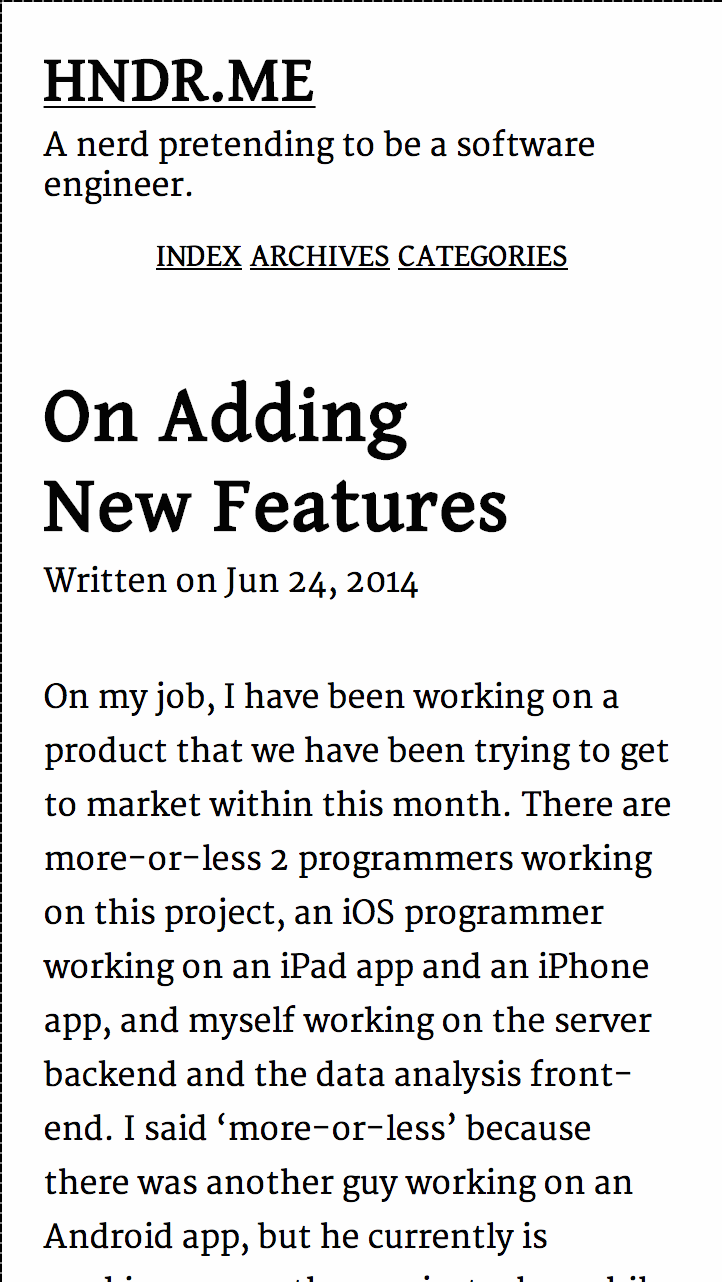 HNDR.ME
A nerd pretending to be a software
engineer.
INDEX ARCHIVES CATEGORIES
On Adding
New Features
Written on Jun 24, 2014
On my job, I have been working on a
product that we have been trying to get
to market within this month. There are
more-or-less 2 programmers working
on this project, an iOS programmer
working on an iPad app and an iPhone
app, and myself working on the server
backend and the data analysis front-
end. I said ‘more-or-less’ because
there was another guy working on an
Android app, but he currently is